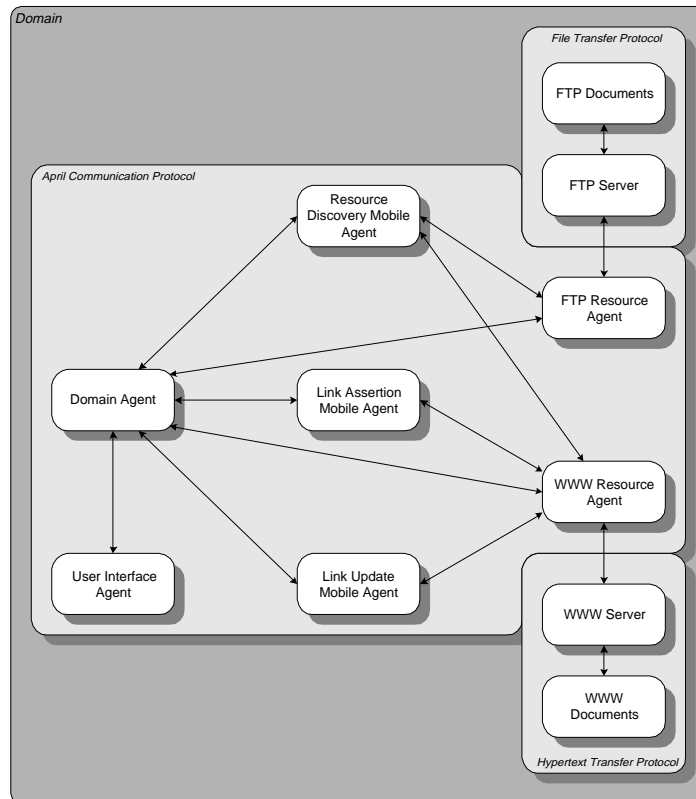 Domain
File Transfer Protocol
FTP Documents
FTP Server
April Communication Protocol
Resource
Discovery Mobile
Agent
FTP Resource
Agent
Domain Agent
Link Assertion
Mobile Agent
WWW Resource
Agent
User Interface
Agent
Link Update
Mobile Agent
WWW Server
WWW
Documents
Hypertext Transfer Protocol